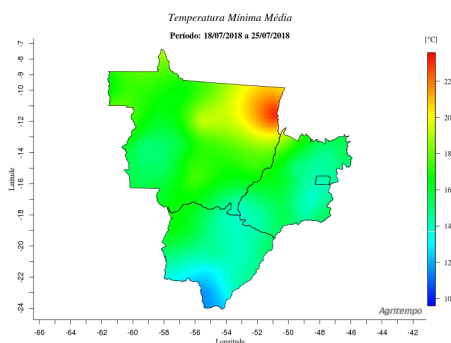 Temperatura Mínima Média
Período: 18/07/2018 a 25/07/2018
[°C]
-7
-8
-9
-11
-12
-14
-16
-18
-20
-22
-24
Latitude
22
20
18
16
14
12
10
Agritempo
-66 -64 -62 -60 -58 -56 -54 -52 -50 -48 -46 -44 -42
Longitude